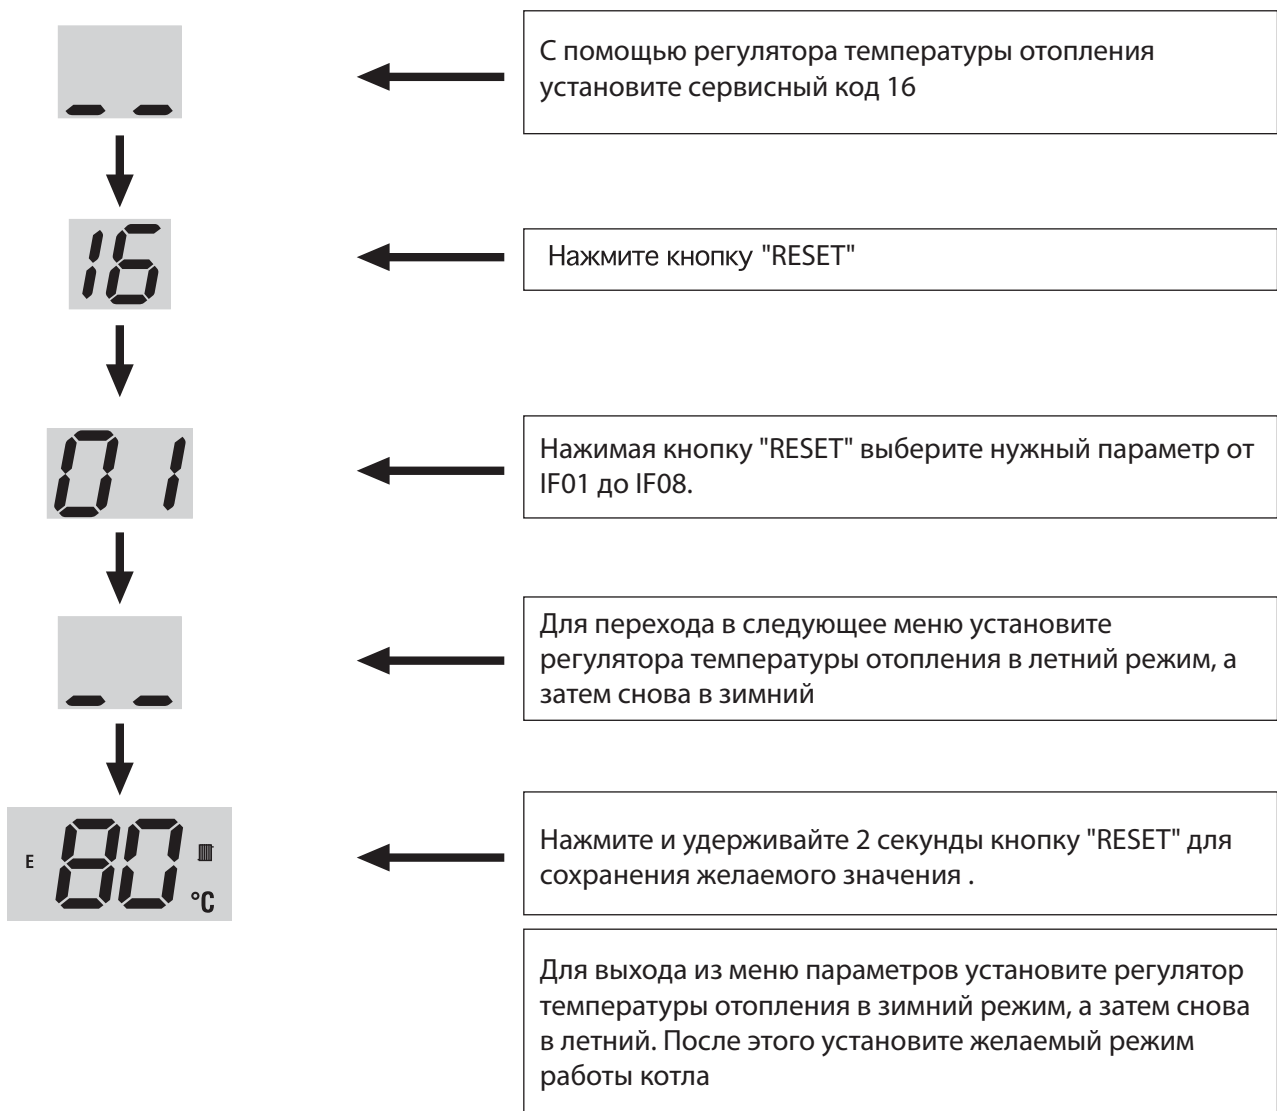 С помощью регулятора температуры отопления
установите сервисный код 16
16
Нажмите кнопку "RESET"
01
Нажимая кнопку "RESET" выберите нужный параметр от
IF01 до IF08.
Для перехода в следующее меню установите
регулятора температуры отопления в летний режим, а
затем снова в зимний
E 80 °C
Нажмите и удерживайте 2 секунды кнопку "RESET" для
сохранения желаемого значения .
Для выхода из меню параметров установите регулятор
температуры отопления в зимний режим, а затем снова
в летний. После этого установите желаемый режим
работы котла